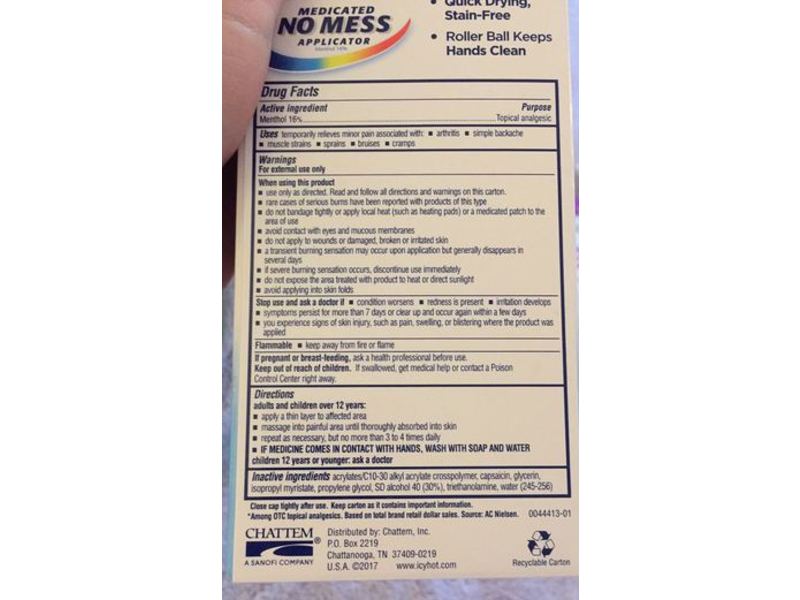 MEDICATED
NO MESS
APPLICATOR
Menthol 16%
• Quick Drying,
Stain-Free
• Roller Ball Keeps
Hands Clean
Drug Facts
Active ingredient Purpose
Menthol 16%......Topical analgesic
Uses temporarily relieves minor pain associated with: ▪ arthritis ▪ simple backache
▪ muscle strains ▪ sprains ▪ bruises ▪ cramps
Warnings
For external use only
When using this product
▪ use only as directed. Read and follow all directions and warnings on this carton.
▪ rare cases of serious burns have been reported with products of this type
▪ do not bandage tightly or apply local heat (such as heating pads) or a medicated patch to the
area of use
▪ avoid contact with eyes and mucous membranes
▪ do not apply to wounds or damaged, broken or irritated skin
▪ a transient burning sensation may occur upon application but generally disappears in
several days
▪ if severe burning sensation occurs, discontinue use immediately
▪ do not expose the area treated with product to heat or direct sunlight
▪ avoid applying into skin folds
Stop use and ask a doctor if ▪ condition worsens ▪ redness is present ▪ irritation develops
▪ symptoms persist for more than 7 days or clear up and occur again within a few days
▪ you experience signs of skin injury, such as pain, swelling, or blistering where the product was
applied
Flammable ▪ keep away from fire or flame
If pregnant or breast-feeding, ask a health professional before use.
Keep out of reach of children. If swallowed, get medical help or contact a Poison
Control Center right away.
Directions
adults and children over 12 years:
▪ apply a thin layer to affected area
▪ massage into painful area until thoroughly absorbed into skin
▪ repeat as necessary, but no more than 3 to 4 times daily
▪ IF MEDICINE COMES IN CONTACT WITH HANDS, WASH WITH SOAP AND WATER
children 12 years or younger: ask a doctor
Inactive ingredients acrylates/C10-30 alkyl acrylate crosspolymer, capsaicin, glycerin,
isopropyl myristate, propylene glycol, SD alcohol 40 (30%), triethanolamine, water (245-256)
Close cap tightly after use. Keep carton as it contains important information.
*Among OTC topical analgesics. Based on total brand retail dollar sales. Source: AC Nielsen. 0044413-01
CHATTEM®
A SANOFI COMPANY
Distributed by: Chattem, Inc.
P.O. Box 2219
Chattanooga, TN 37409-0219
U.S.A. ©2017 www.icyhot.com
Recyclable Carton